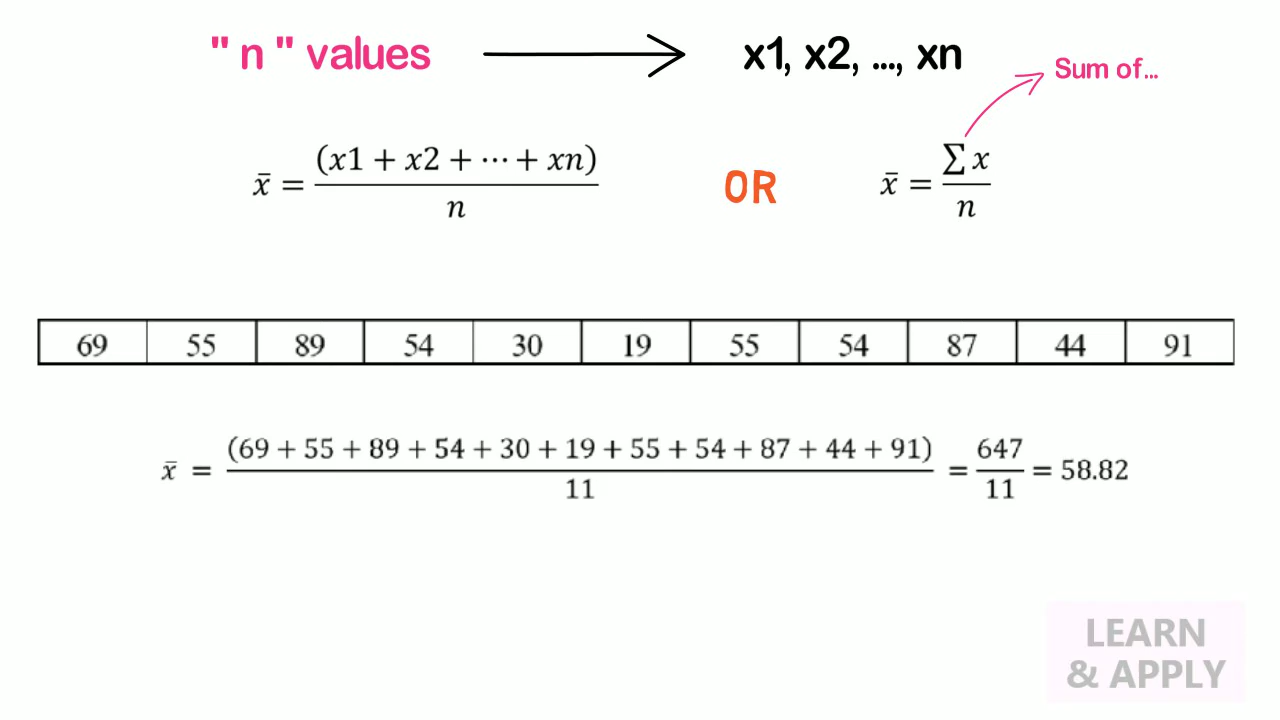 " n " values x1, x2, ..., xn
Sum of...
x̄ = (x1 + x2 + ⋯ + xn) / n OR x̄ = ∑ x / n
69 55 89 54 30 19 55 54 87 44 91
x̄ = (69 + 55 + 89 + 54 + 30 + 19 + 55 + 54 + 87 + 44 + 91) / 11 = 647 / 11 = 58.82
LEARN
& APPLY